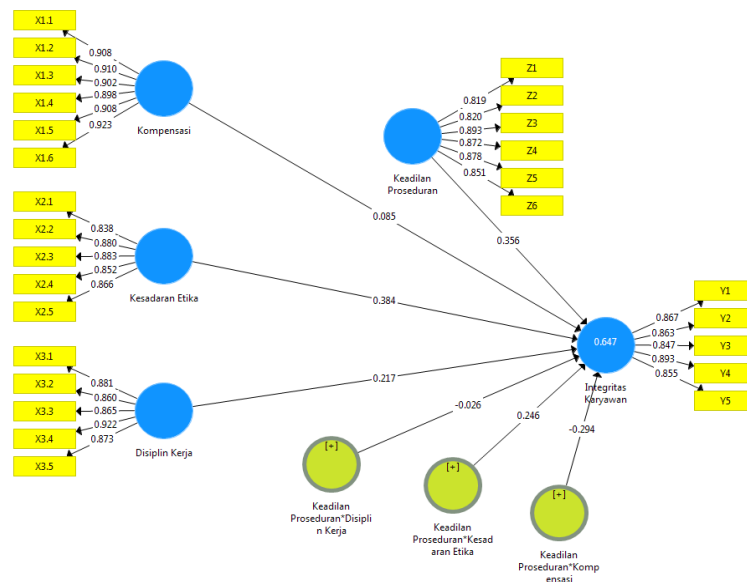 X1.1
X1.2
X1.3
X1.4
X1.5
X1.6
0.908
0.910
0.902
0.898
0.908
0.923
Kompensasi
X2.1
X2.2
X2.3
X2.4
X2.5
0.838
0.880
0.883
0.852
0.866
Kesadaran Etika
X3.1
X3.2
X3.3
X3.4
X3.5
0.881
0.860
0.865
0.922
0.873
Disiplin Kerja
Keadilan
Proseduran
0.819
0.820
0.893
0.872
0.878
0.851
Z1
Z2
Z3
Z4
Z5
Z6
0.085
0.356
0.384
0.217
-0.026
0.246
-0.294
0.647
Integritas
Karyawan
0.867
0.863
0.847
0.893
0.855
Y1
Y2
Y3
Y4
Y5
[+]
Keadilan
Proseduran*Disipli
n Kerja
[+]
Keadilan
Proseduran*Kesad
aran Etika
[+]
Keadilan
Proseduran*Komp
ensasi